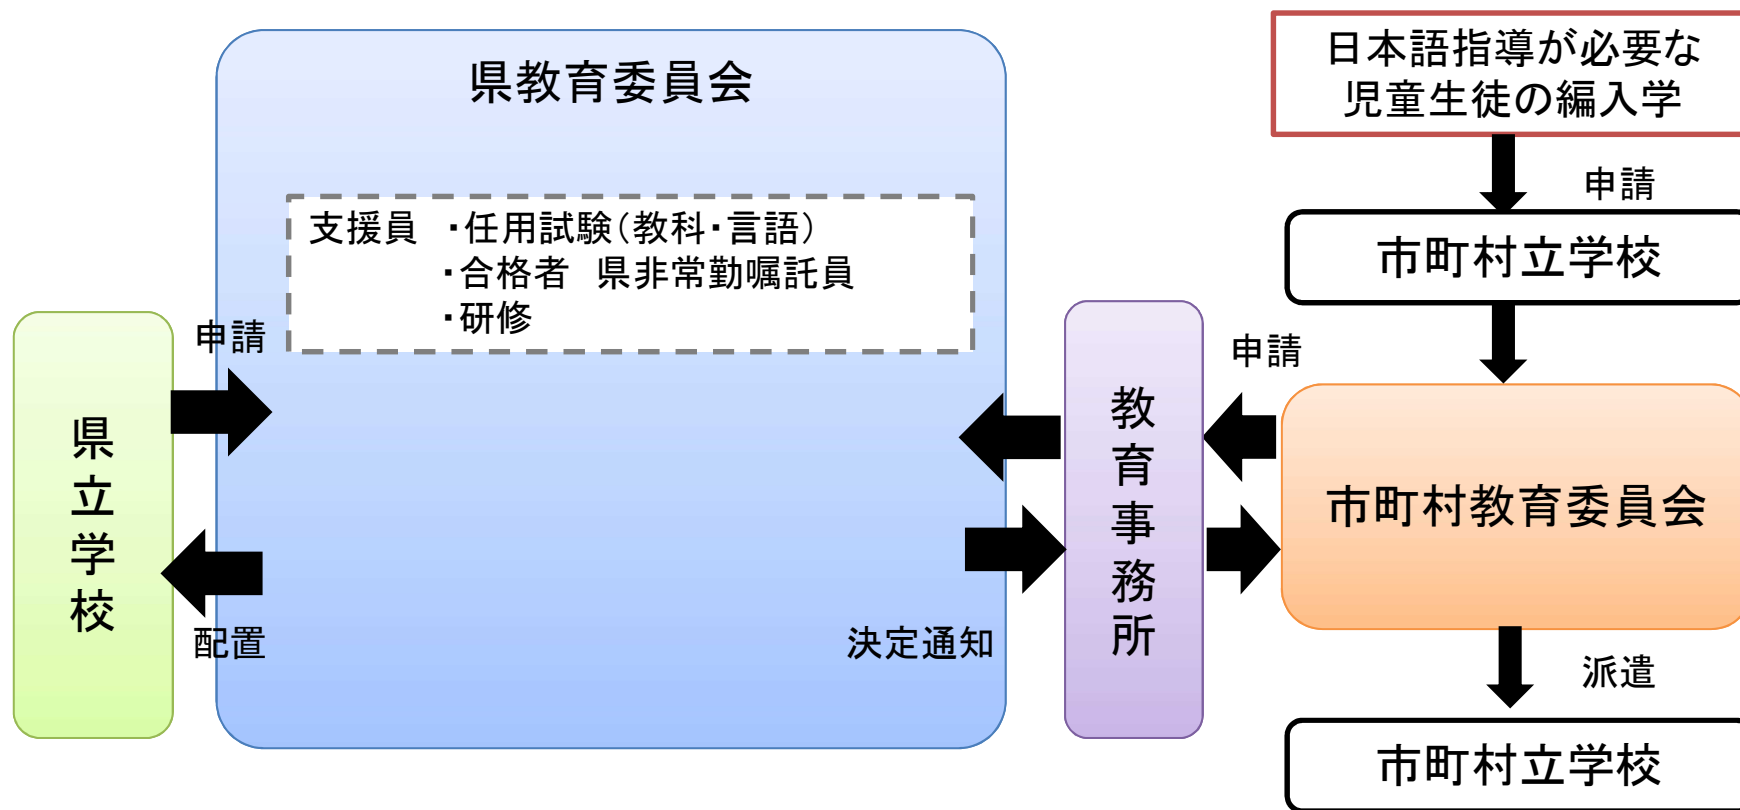 県教育委員会
日本語指導が必要な
児童生徒の編入学
申請
市町村立学校
支援員　・任用試験（教科・言語）
・合格者　県非常勤嘱託員
・研修
申請
申請
県立学校
教育事務所
市町村教育委員会
配置
決定通知
派遣
市町村立学校